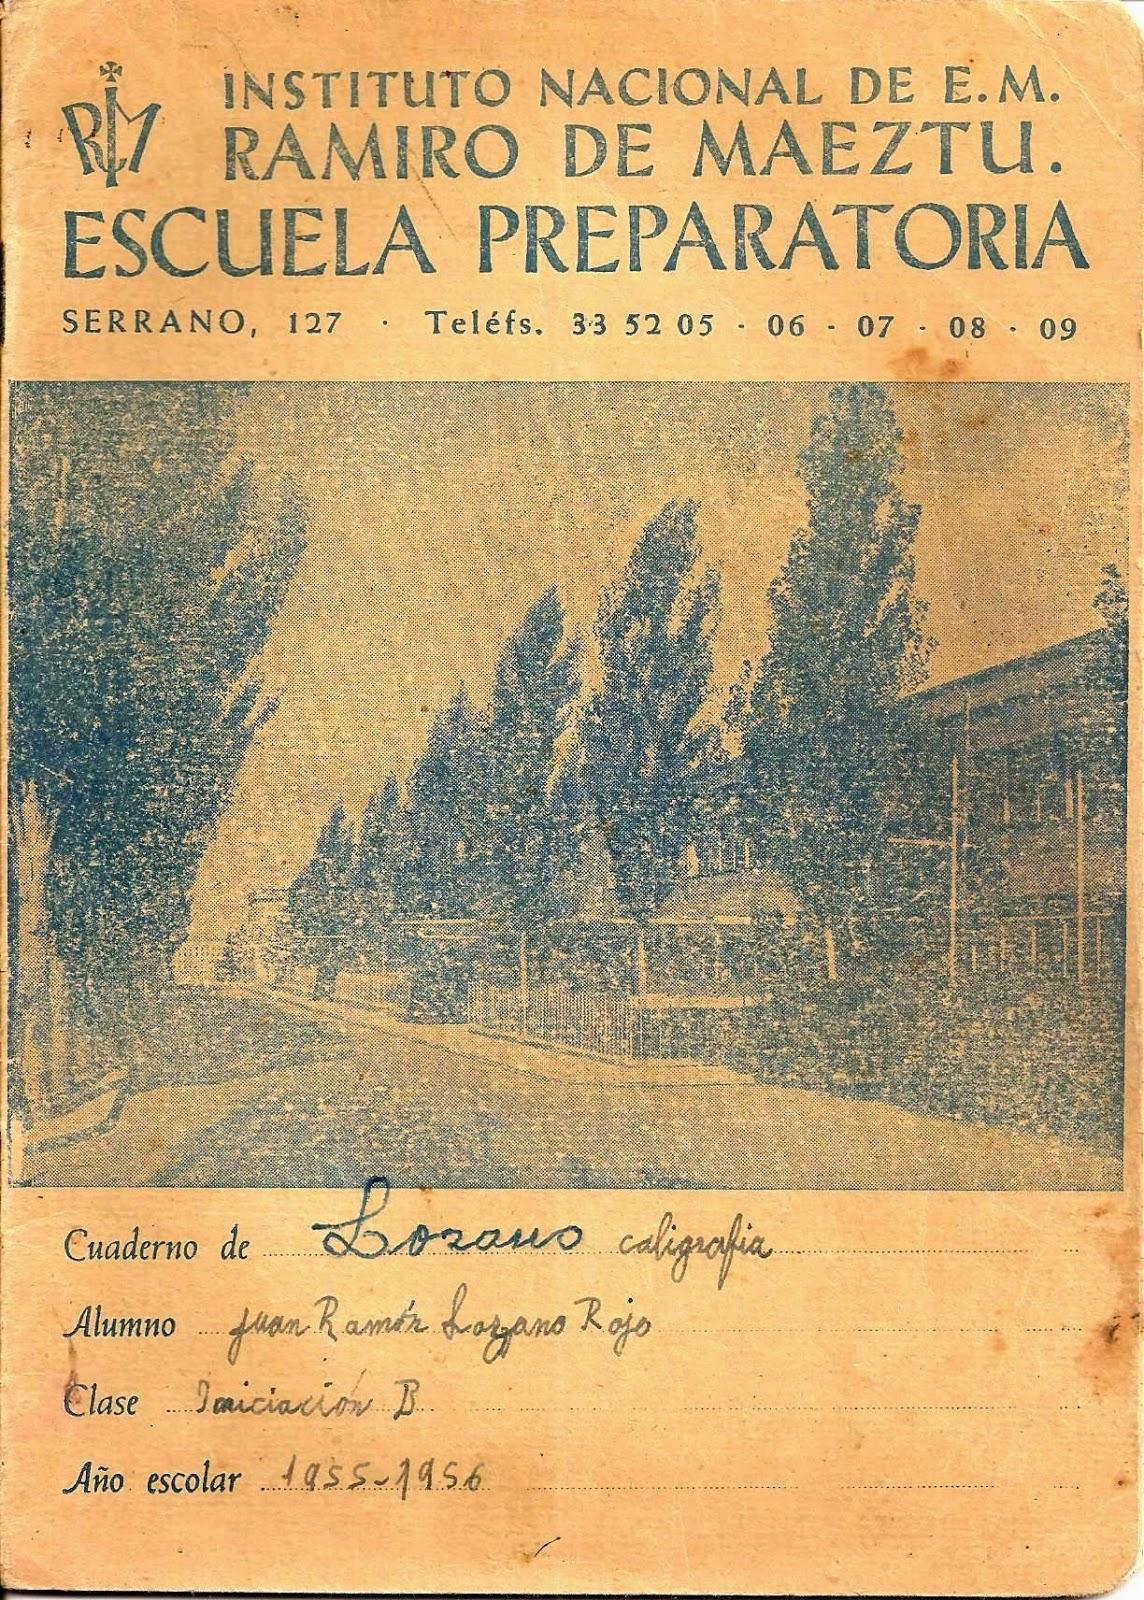 RIM
INSTITUTO NACIONAL DE E.M.
RAMIRO DE MAEZTU.
ESCUELA PREPARATORIA
SERRANO, 127 · Teléfs. 33 52 05 - 06 - 07 - 08 - 09
Cuaderno de Lozano caligrafia
Alumno Juan Ramón Lozano Rojo
Clase Iniciación B
Año escolar 1955-1956